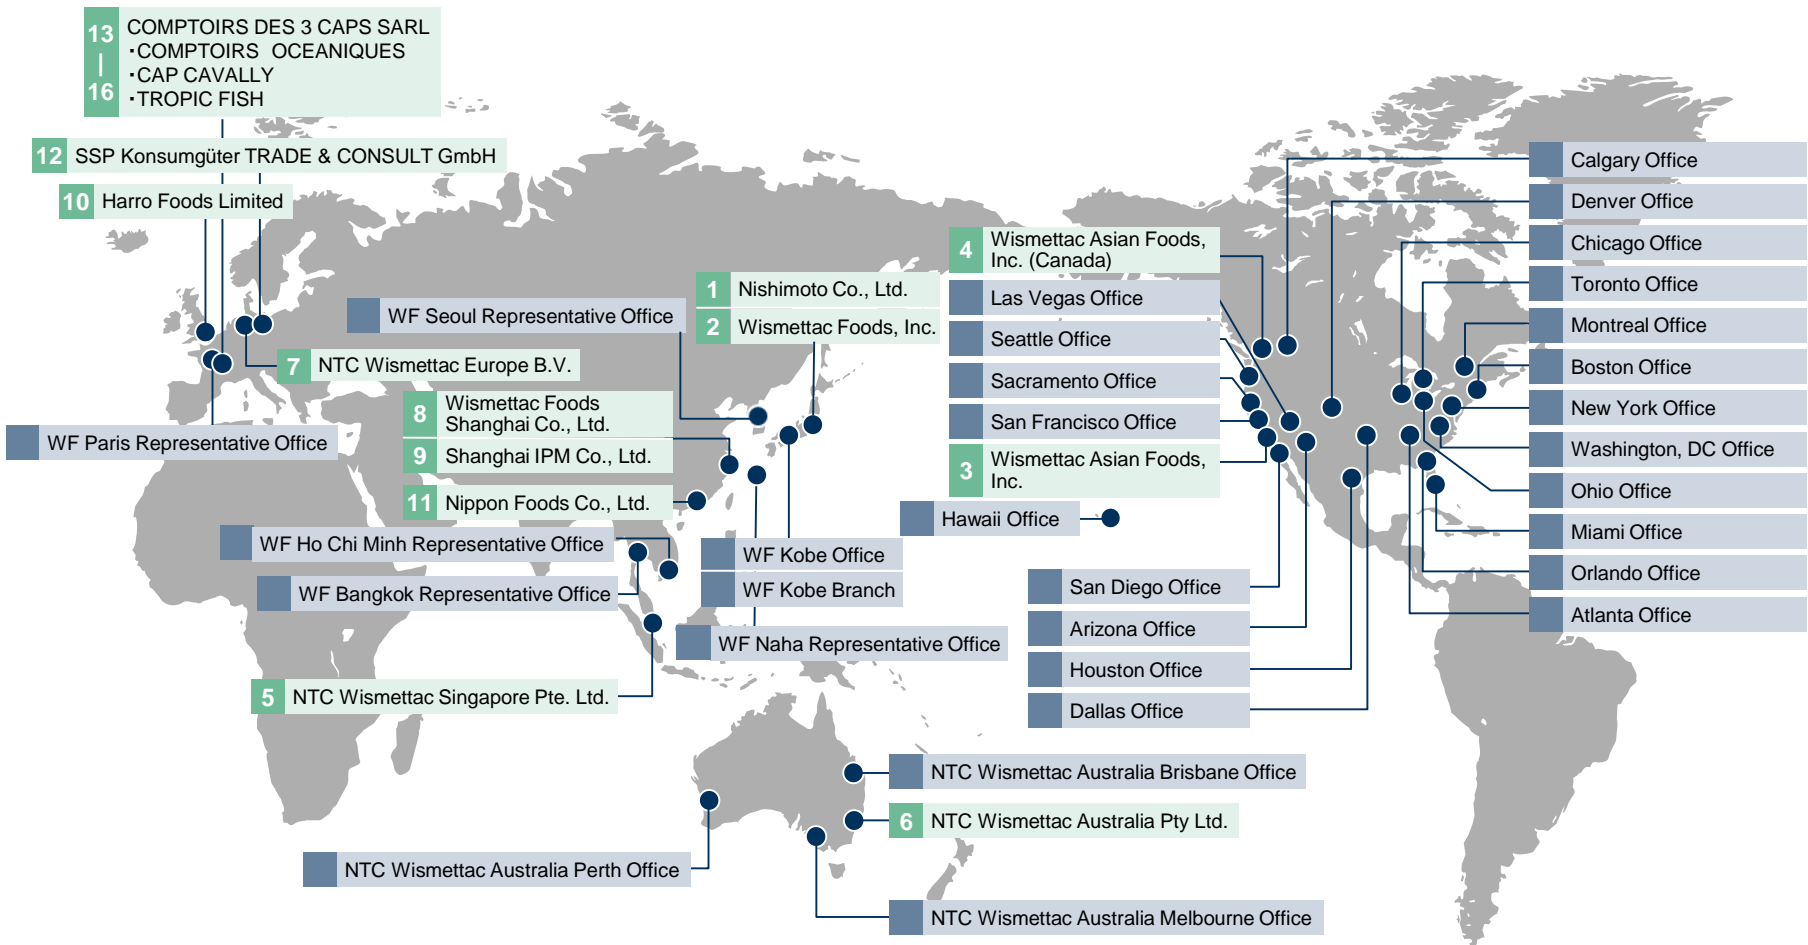 13
|
16
COMPTOIRS DES 3 CAPS SARL
・COMPTOIRS OCEANIQUES
・CAP CAVALLY
・TROPIC FISH
12 SSP Konsumgüter TRADE & CONSULT GmbH
10 Harro Foods Limited
1 Nishimoto Co., Ltd.
2 Wismettac Foods, Inc.
WF Seoul Representative Office
7 NTC Wismettac Europe B.V.
8 Wismettac Foods
Shanghai Co., Ltd.
9 Shanghai IPM Co., Ltd.
WF Paris Representative Office
11 Nippon Foods Co., Ltd.
WF Ho Chi Minh Representative Office
WF Bangkok Representative Office
WF Kobe Office
WF Kobe Branch
WF Naha Representative Office
5 NTC Wismettac Singapore Pte. Ltd.
4 Wismettac Asian Foods,
Inc. (Canada)
Las Vegas Office
Seattle Office
Sacramento Office
San Francisco Office
3 Wismettac Asian Foods,
Inc.
Hawaii Office
San Diego Office
Arizona Office
Houston Office
Dallas Office
Calgary Office
Denver Office
Chicago Office
Toronto Office
Montreal Office
Boston Office
New York Office
Washington, DC Office
Ohio Office
Miami Office
Orlando Office
Atlanta Office
NTC Wismettac Australia Brisbane Office
6 NTC Wismettac Australia Pty Ltd.
NTC Wismettac Australia Perth Office
NTC Wismettac Australia Melbourne Office